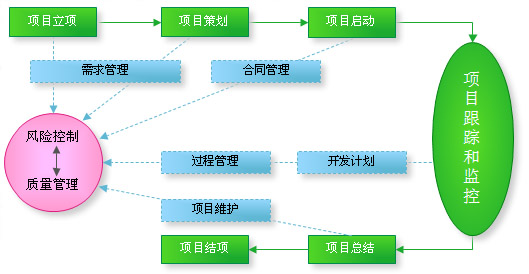 项目立项
项目策划
项目启动
需求管理
合同管理
风险控制
质量管理
过程管理
开发计划
项目跟踪和监控
项目维护
项目结项
项目总结